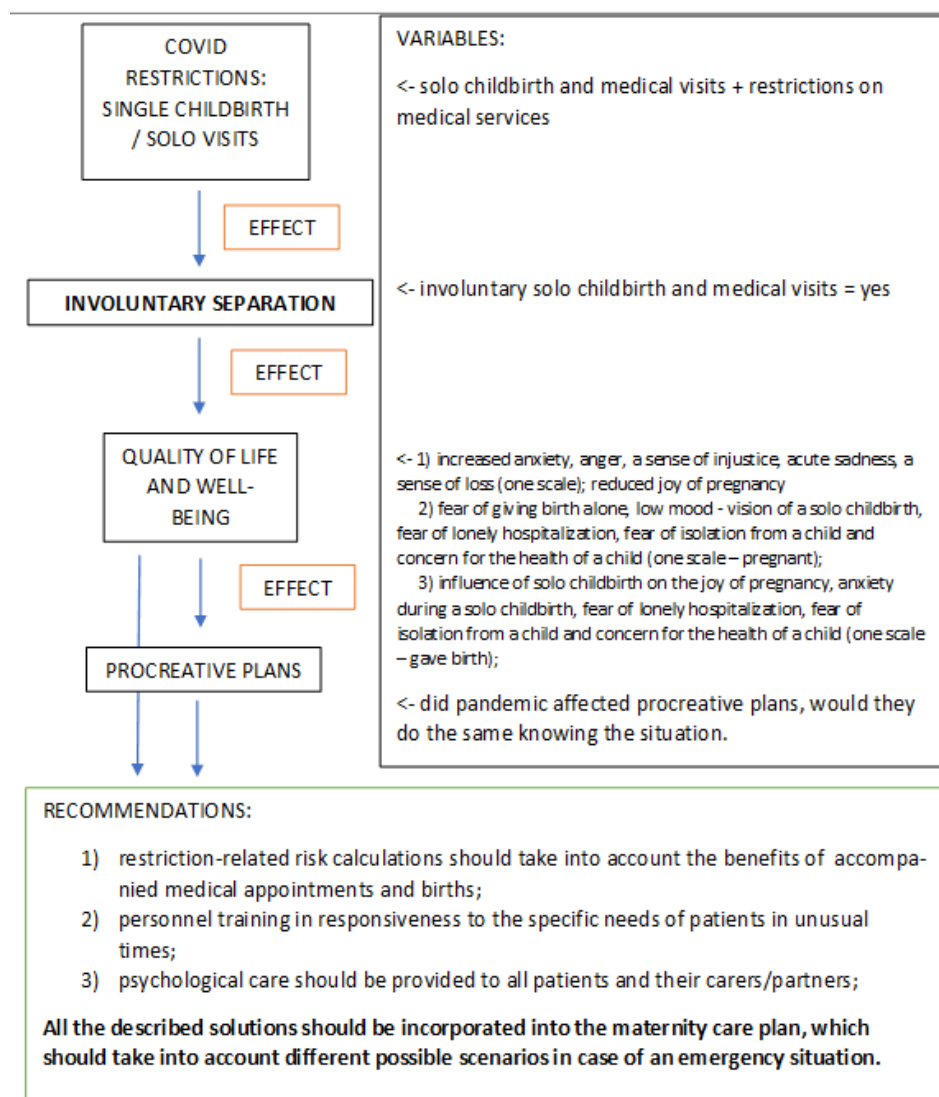 COVID
RESTRICTIONS:
SINGLE CHILDBIRTH
/ SOLO VISITS
EFFECT
INVOLUNTARY SEPARATION
EFFECT
QUALITY OF LIFE
AND WELL-
BEING
EFFECT
PROCREATIVE PLANS
VARIABLES:
<- solo childbirth and medical visits + restrictions on
medical services
<- involuntary solo childbirth and medical visits = yes
<- 1) increased anxiety, anger, a sense of injustice, acute sadness, a
sense of loss (one scale); reduced joy of pregnancy
2) fear of giving birth alone, low mood - vision of a solo childbirth,
fear of lonely hospitalization, fear of isolation from a child and
concern for the health of a child (one scale – pregnant);
3) influence of solo childbirth on the joy of pregnancy, anxiety
during a solo childbirth, fear of lonely hospitalization, fear of
isolation from a child and concern for the health of a child (one scale
– gave birth);
<- did pandemic affected procreative plans, would they
do the same knowing the situation.
RECOMMENDATIONS:
1) restriction-related risk calculations should take into account the benefits of accompa-
nied medical appointments and births;
2) personnel training in responsiveness to the specific needs of patients in unusual
times;
3) psychological care should be provided to all patients and their carers/partners;
All the described solutions should be incorporated into the maternity care plan, which
should take into account different possible scenarios in case of an emergency situation.